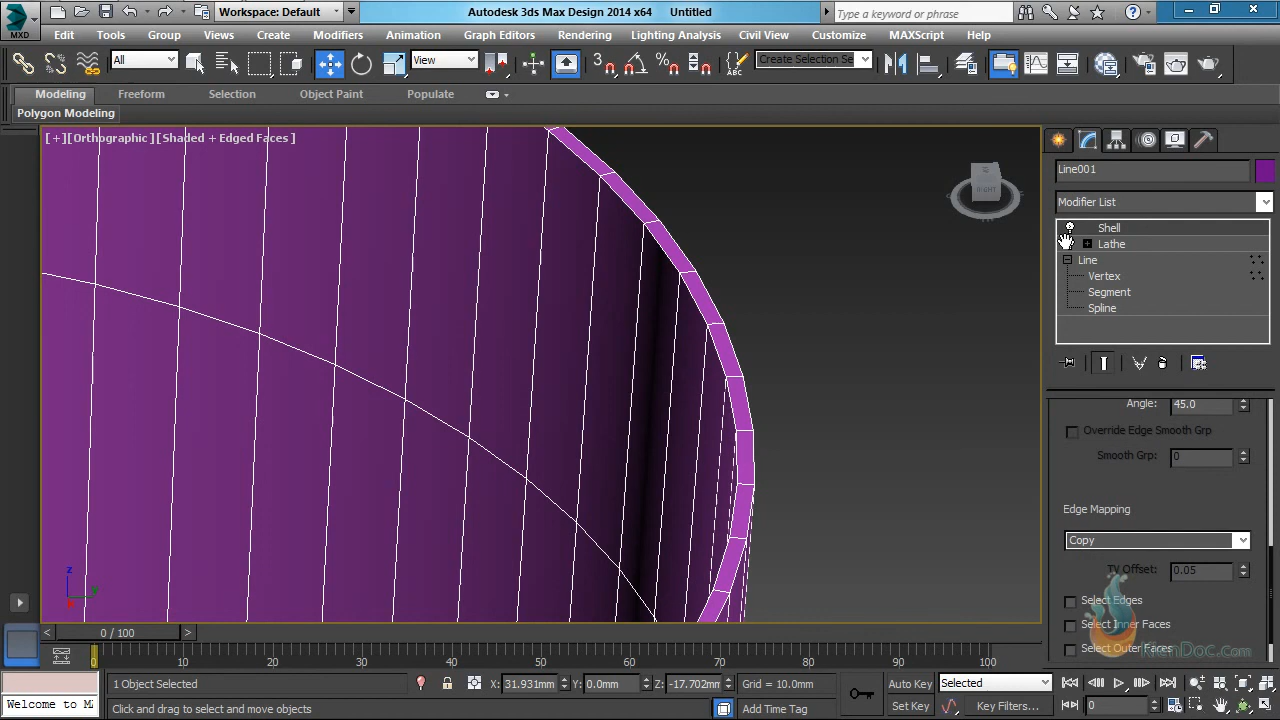 Workspace: Default
Autodesk 3ds Max Design 2014 x64 Untitled
Type a keyword or phrase
MXD
Edit Tools Group Views Create Modifiers Animation Graph Editors Rendering Lighting Analysis Civil View Customize MAXScript Help
All
View
3
Create Selection Se
Modeling Freeform Selection Object Paint Populate
Polygon Modeling
[+][Orthographic][Shaded + Edged Faces]
RIGHT
Line001
Modifier List
Shell
Lathe
Line
Vertex
Segment
Spline
Angle: 45.0
Override Edge Smooth Grp
Smooth Grp: 0
Edge Mapping
Copy
TV Offset: 0.05
Select Edges
Select Inner Faces
Select Outer Faces
KienDoc.Com
z
0 / 100
0 10 20 30 40 50 60 70 80 90 100
1 Object Selected
X: 31.931mm Y: 0.0mm Z: -17.702mm Grid = 10.0mm
Auto Key Selected
Welcome to MA
Click and drag to select and move objects
Add Time Tag
Set Key Key Filters... 0